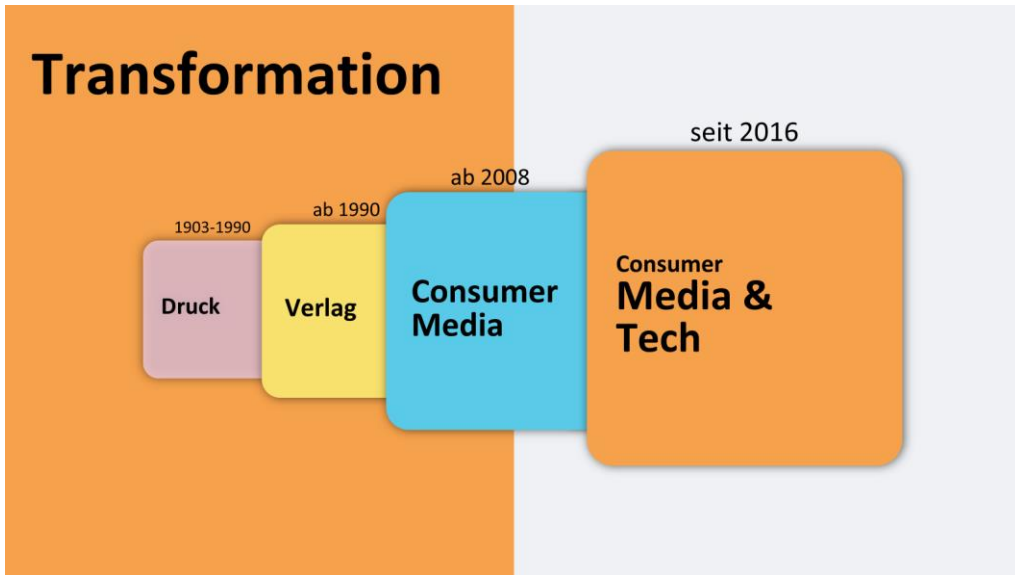 Transformation
1903-1990
Druck
ab 1990
Verlag
ab 2008
Consumer
Media
seit 2016
Consumer
Media &
Tech